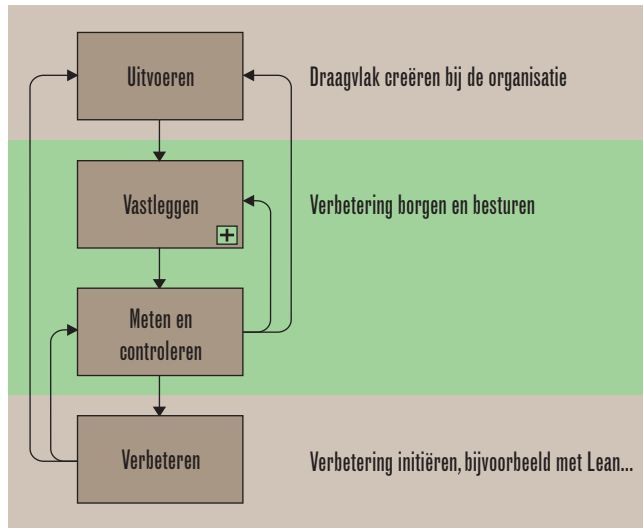 Uitvoeren
Draagvlak creëren bij de organisatie
Vastleggen
Verbetering borgen en besturen
Meten en
controleren
Verbeteren
Verbetering initiëren, bijvoorbeeld met Lean...